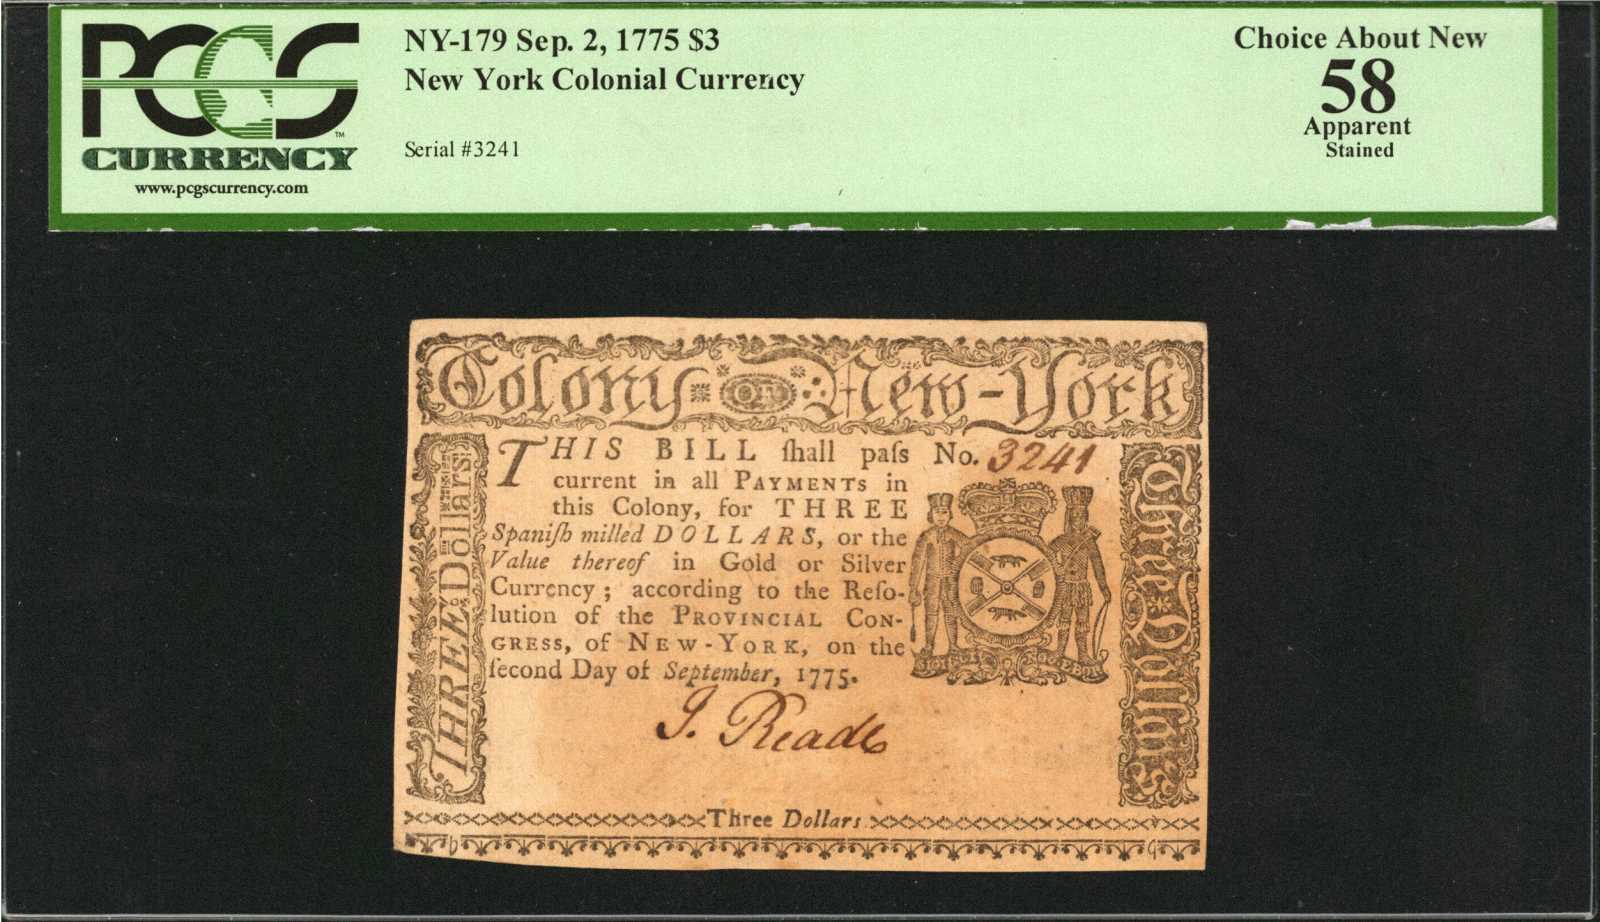 PCGS™
CURRENCY
www.pcgscurrency.com
NY-179 Sep. 2, 1775 $3
New York Colonial Currency
Serial #3241
Choice About New
58
Apparent
Stained
Colony OF New-York
THREE Dollars
THIS BILL ſhall paſs
current in all PAYMENTS in
this Colony, for THREE
Spaniſh milled DOLLARS, or the
Value thereof in Gold or Silver
Currency; according to the Reſo-
lution of the PROVINCIAL CON-
GRESS, of NEW-YORK, on the
ſecond Day of September, 1775.
No. 3241
Three Dollars
J. Reade
Three Dollars